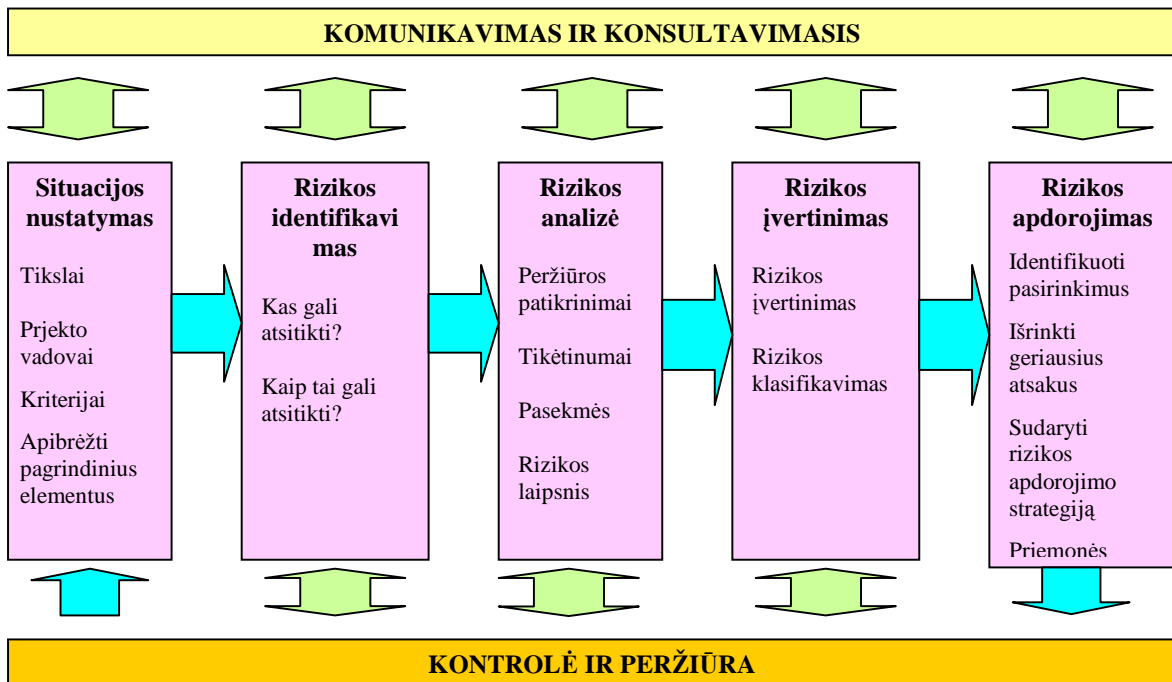 KOMUNIKAVIMAS IR KONSULTAVIMASIS
Situacijos
nustatymas
Tikslai
Prjekto
vadovai
Kriterijai
Apibrėžti
pagrindinius
elementus
Rizikos
identifikavi
mas
Kas gali
atsitikti?
Kaip tai gali
atsitikti?
Rizikos
analizė
Peržiūros
patikrinimai
Tikėtinumai
Pasekmės
Rizikos
laipsnis
Rizikos
įvertinimas
Rizikos
įvertinimas
Rizikos
klasifikavimas
Rizikos
apdorojimas
Identifikuoti
pasirinkimus
Išrinkti
geriausius
atsakus
Sudaryti
rizikos
apdorojimo
strategiją
Priemonės
KONTROLĖ IR PERŽIŪRA